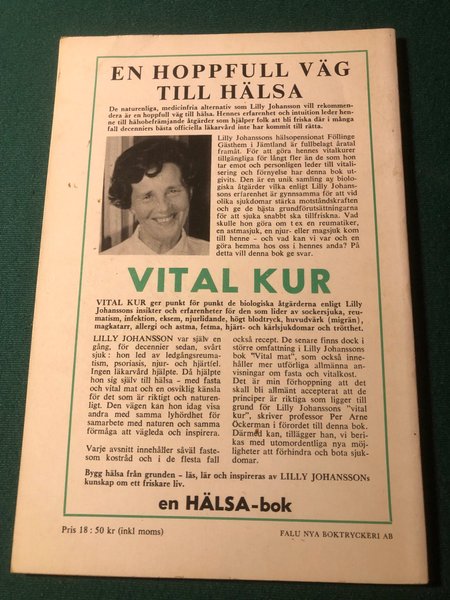 EN HOPPFULL VÄG
TILL HÄLSA
De naturenliga, medicinfria alternativ som Lilly Johansson vill rekommen-
dera är en hoppfull väg till hälsa. Hennes erfarenhet och intuition leder hen-
ne till hälsobefrämjande åtgärder som hjälper folk att bli friska där i många
fall decenniers bästa officiella läkarvård inte har kommit till rätta.
Lilly Johanssons hälsopensionat Föllinge
Gästhem i Jämtland är fullbelagt åratal
framåt. För att göra hennes vitalkurer
tillgängliga för långt fler än de som hon
tar emot och personligen leder till vitali-
sering och förnyelse har denna bok ut-
givits. Den är en unik samling av biolo-
giska åtgärder vilka enligt Lilly Johans-
sons erfarenhet är gynnsamma för att vid
olika sjukdomar stärka motståndskraften
och ge de bästa grundförutsättningarna
för att sjuka snabbt ska tillfriskna. Vad
skulle hon göra om t ex en reumatiker,
en astmasjuk, en njur- eller magsjuk kom
till henne - och vad kan vi var och en
göra hemma hos oss i hennes anda? På
detta vill denna bok ge svar.
VITAL KUR
VITAL KUR ger punkt för punkt de biologiska åtgärderna enligt Lilly
Johanssons insikter och erfarenheter för den som lider av sockersjuka, reu-
matism, infektion, eksem, njurlidande, högt blodtryck, huvudvärk (migrän),
magkatarr, allergi och astma, fetma, hjärt- och kärlsjukdomar och trötthet.
LILLY JOHANSSON var själv en
gång, för decennier sedan, svårt
sjuk: hon led av ledgångsreuma-
tism, psoriasis, njur- och hjärtfel.
Ingen läkarvård hjälpte. Då hjälpte
hon sig själv till hälsa – med fasta
och vital mat och en osviklig känsla
för det som är riktigt och naturen-
ligt. Den vägen kan hon idag visa
andra med samma lyhördhet för
samarbete med naturen och samma
förmåga att vägleda och inspirera.
Varje avsnitt innehåller såväl faste-
som kostråd och i de flesta fall
också recept. De senare finns dock i
större omfattning i Lilly Johanssons
bok "Vital mat", som också inne-
håller mer utförliga allmänna an-
visningar om fasta och vitalkost.
Det är min förhoppning att det
skall bli allmänt accepterat att de
principer är riktiga som ligger till
grund för Lilly Johanssons "vital
kur", skriver professor Per Arne
Öckerman i förordet till denna bok.
Därmed kan, tillägger han, vi beri-
kas med utomordentliga nya möj-
ligheter att förhindra och bota sjuk-
domar.
Bygg hälsa från grunden - läs, lär och inspireras av LILLY JOHANSSONs
kunskap om ett friskare liv.
en HÄLSA-bok
Pris 18:50 kr (inkl moms)
FALU NYA BOKTRYCKERI AB